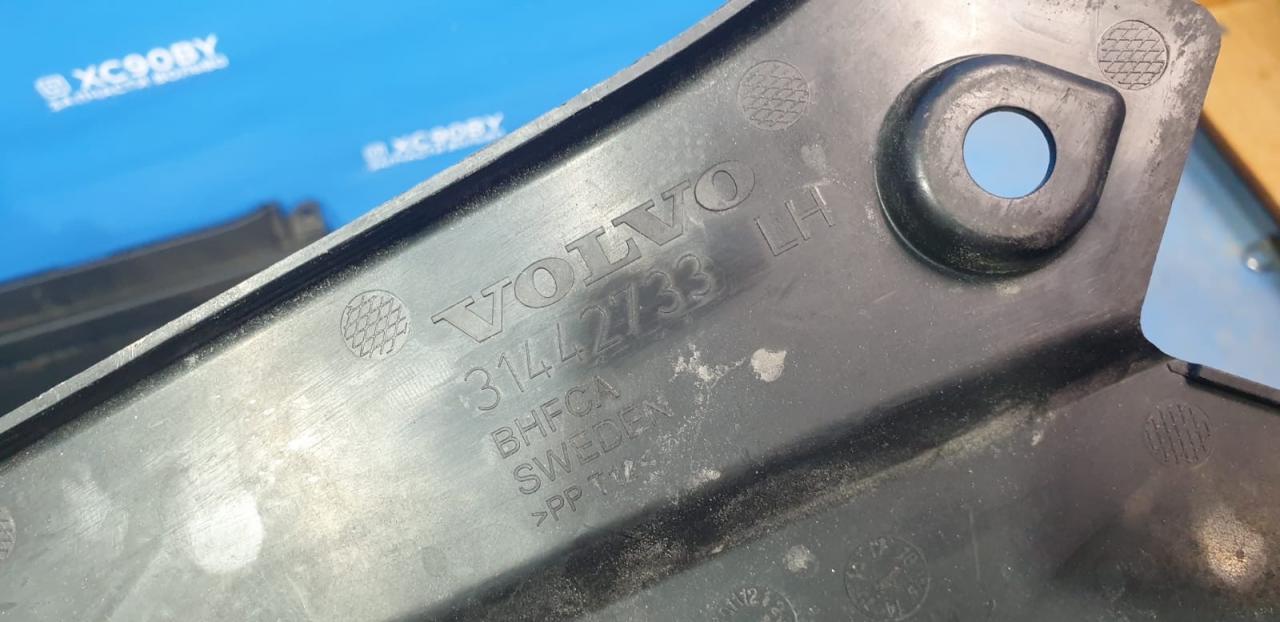 XC90BY
XC90BY
VOLVO
31442733 LH
BHFCA
SWEDEN
>PP